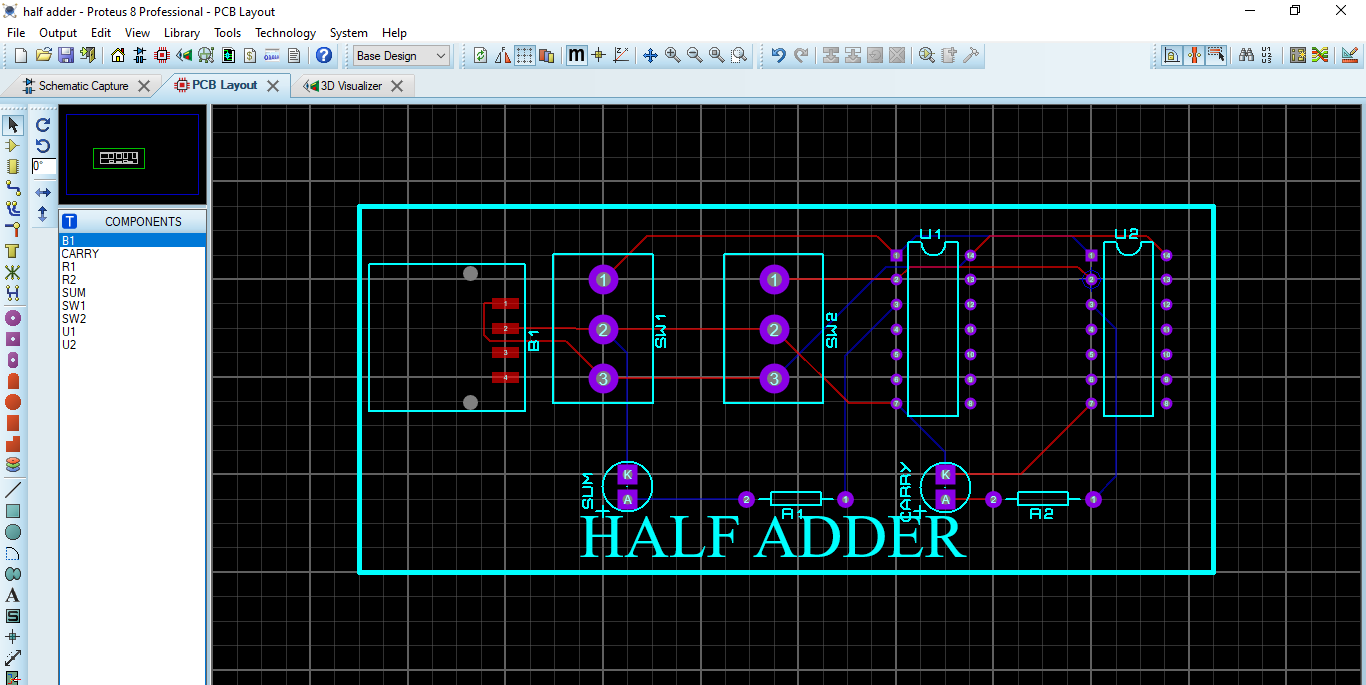 half adder - Proteus 8 Professional - PCB Layout
File Output Edit View Library Tools Technology System Help
Base Design
m
Schematic Capture
PCB Layout
3D Visualizer
0°
T COMPONENTS
B1
CARRY
R1
R2
SUM
SW1
SW2
U1
U2
A
S
U1
U2
B1
1
2
3
4
SW1
1
2
3
SW2
1
2
3
1 14
2 13
3 12
4 11
5 10
6 9
7 8
1 14
2 13
3 12
4 11
5 10
6 9
7 8
SUM
K
A
+
2 R1 1
CARRY
K
A
+
2 R2 1
HALF ADDER